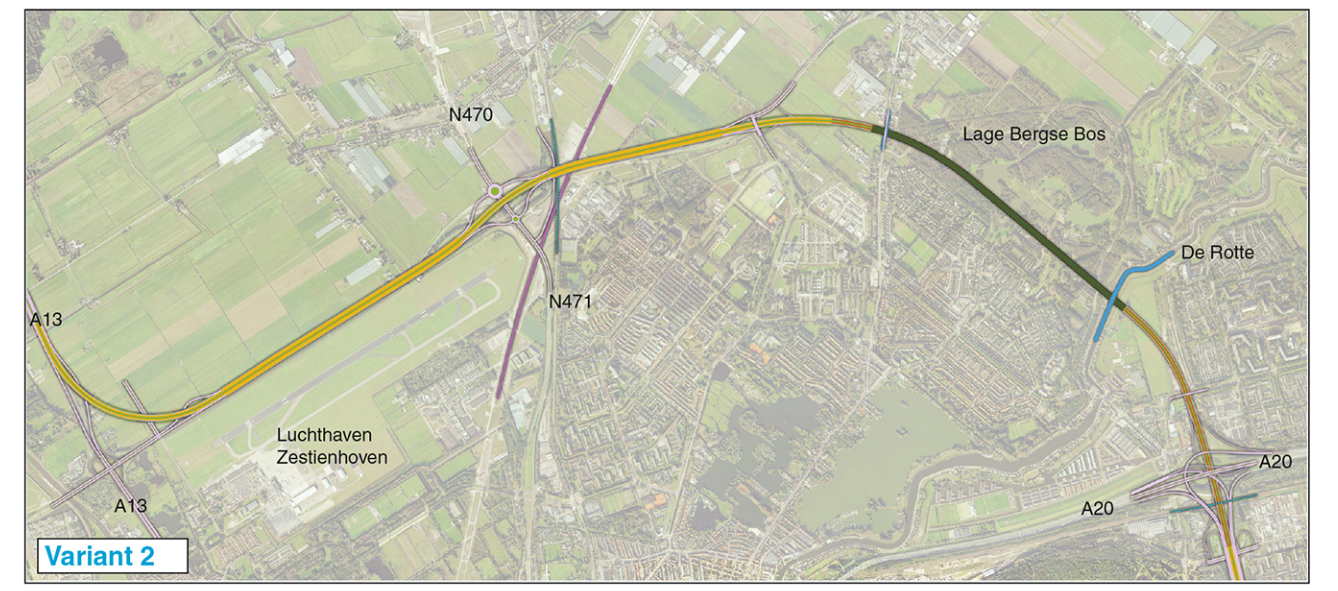 N470
Lage Bergse Bos
De Rotte
N471
A13
Luchthaven
Zestienhoven
A20
A13
A20
Variant 2